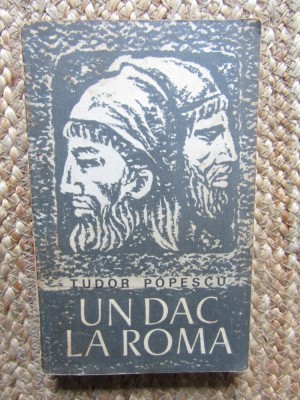 TUDOR POPESCU
UN DAC
LA ROMA